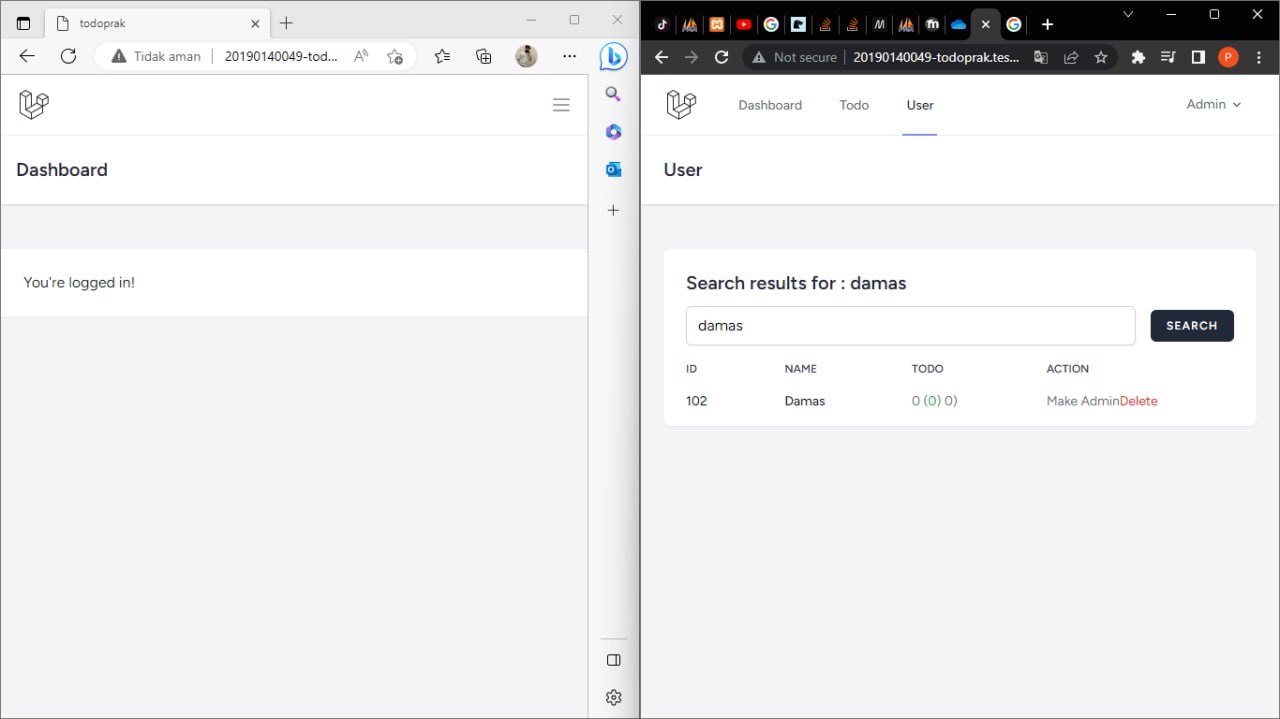 todoprak
Tidak aman
20190140049-tod...
Dashboard
You're logged in!
Not secure
20190140049-todoprak.tes...
P
Dashboard
Todo
User
Admin
User
Search results for : damas
damas
SEARCH
ID NAME TODO ACTION
102 Damas 0 (0) 0) Make AdminDelete